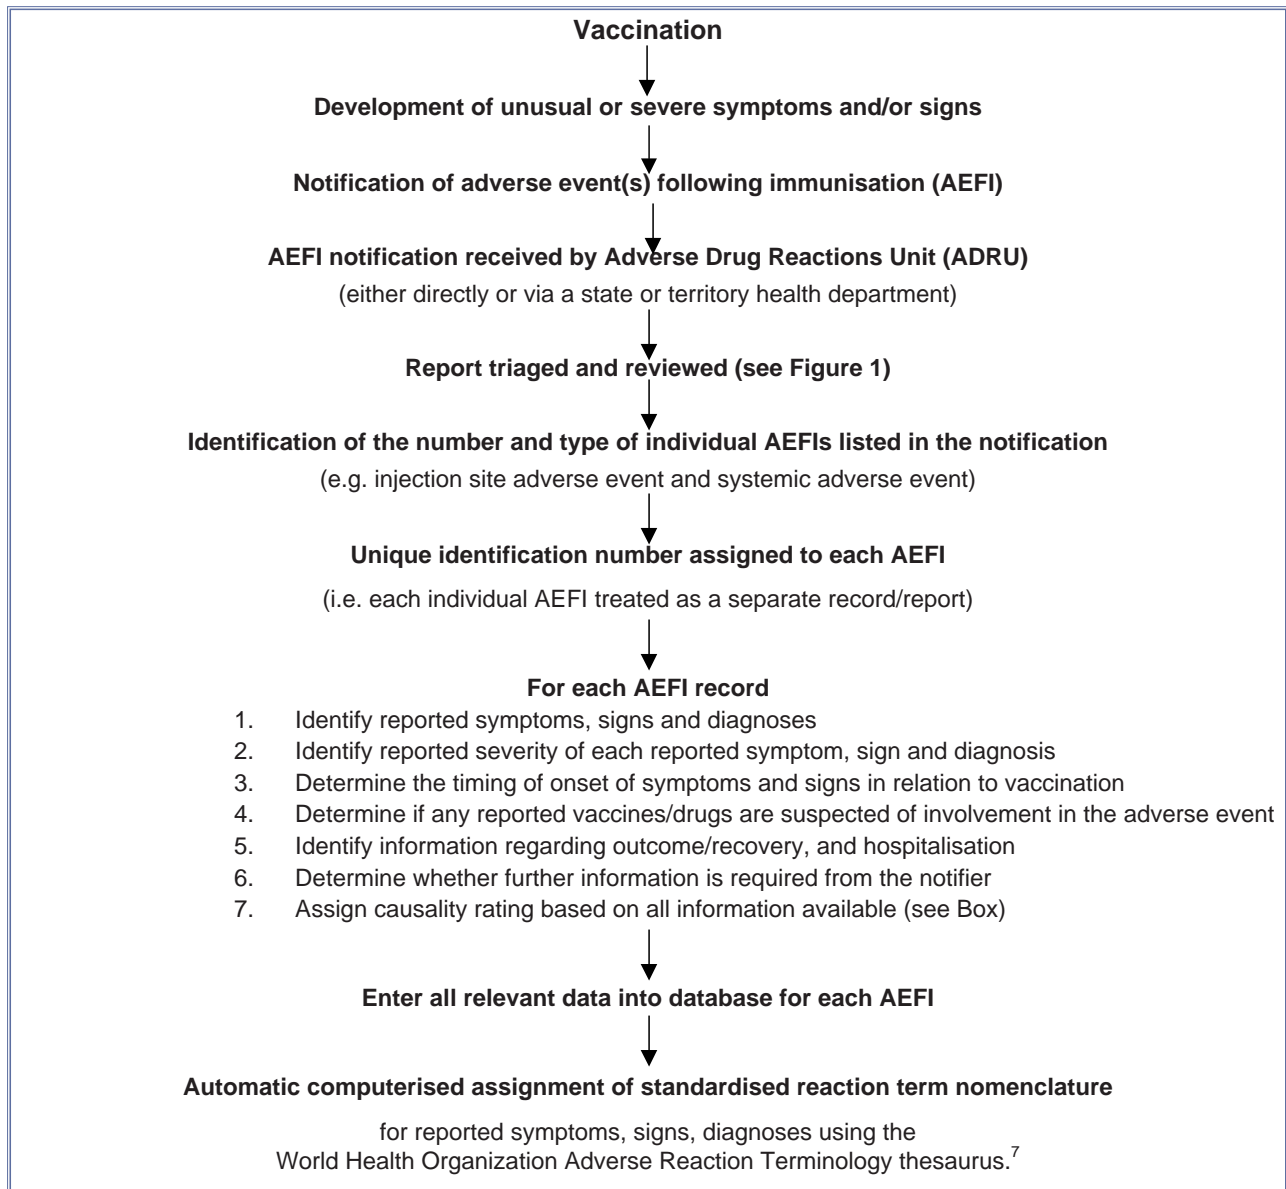 Vaccination
Development of unusual or severe symptoms and/or signs
Notification of adverse event(s) following immunisation (AEFI)
AEFI notification received by Adverse Drug Reactions Unit (ADRU)
(either directly or via a state or territory health department)
Report triaged and reviewed (see Figure 1)
Identification of the number and type of individual AEFIs listed in the notification
(e.g. injection site adverse event and systemic adverse event)
Unique identification number assigned to each AEFI
(i.e. each individual AEFI treated as a separate record/report)
For each AEFI record
1. Identify reported symptoms, signs and diagnoses
2. Identify reported severity of each reported symptom, sign and diagnosis
3. Determine the timing of onset of symptoms and signs in relation to vaccination
4. Determine if any reported vaccines/drugs are suspected of involvement in the adverse event
5. Identify information regarding outcome/recovery, and hospitalisation
6. Determine whether further information is required from the notifier
7. Assign causality rating based on all information available (see Box)
Enter all relevant data into database for each AEFI
Automatic computerised assignment of standardised reaction term nomenclature
for reported symptoms, signs, diagnoses using the
World Health Organization Adverse Reaction Terminology thesaurus.7